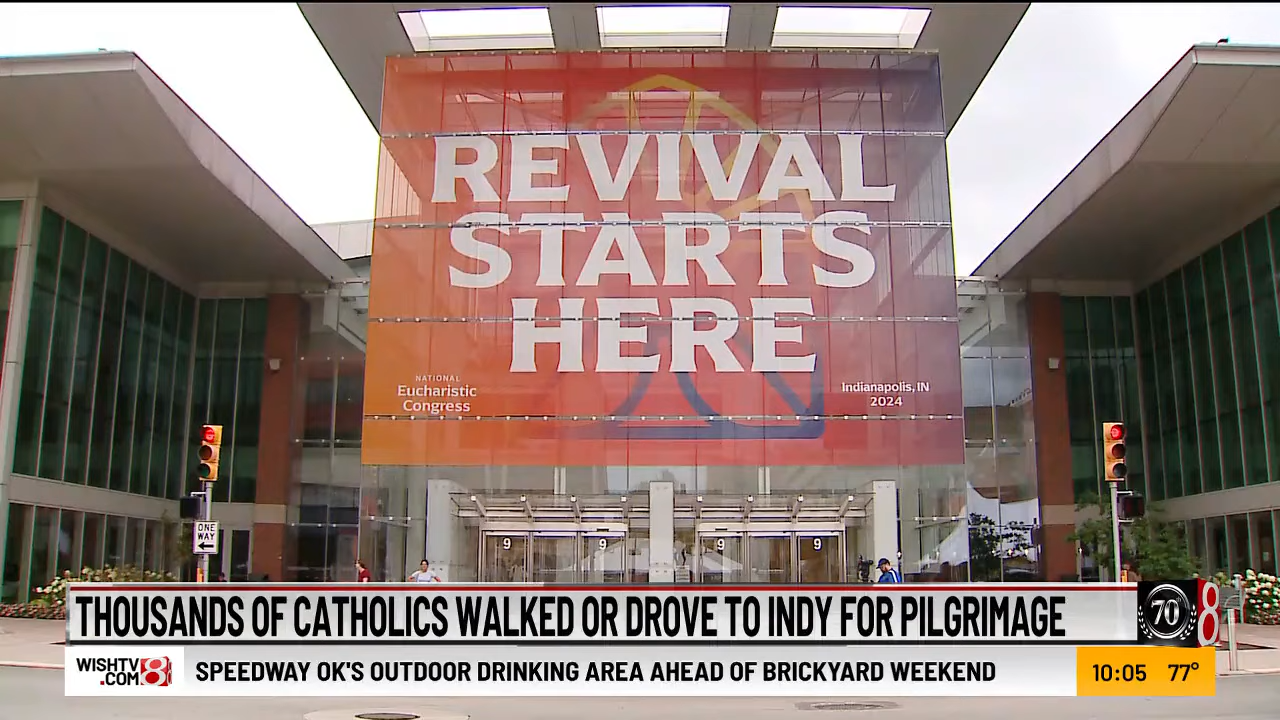 REVIVAL
STARTS
HERE
NATIONAL
Eucharistic
Congress
Indianapolis, IN
2024
ONE
WAY
9
9
9
9
THOUSANDS OF CATHOLICS WALKED OR DROVE TO INDY FOR PILGRIMAGE
70
8
WISHTV
.COM
8
SPEEDWAY OK'S OUTDOOR DRINKING AREA AHEAD OF BRICKYARD WEEKEND
10:05 77°